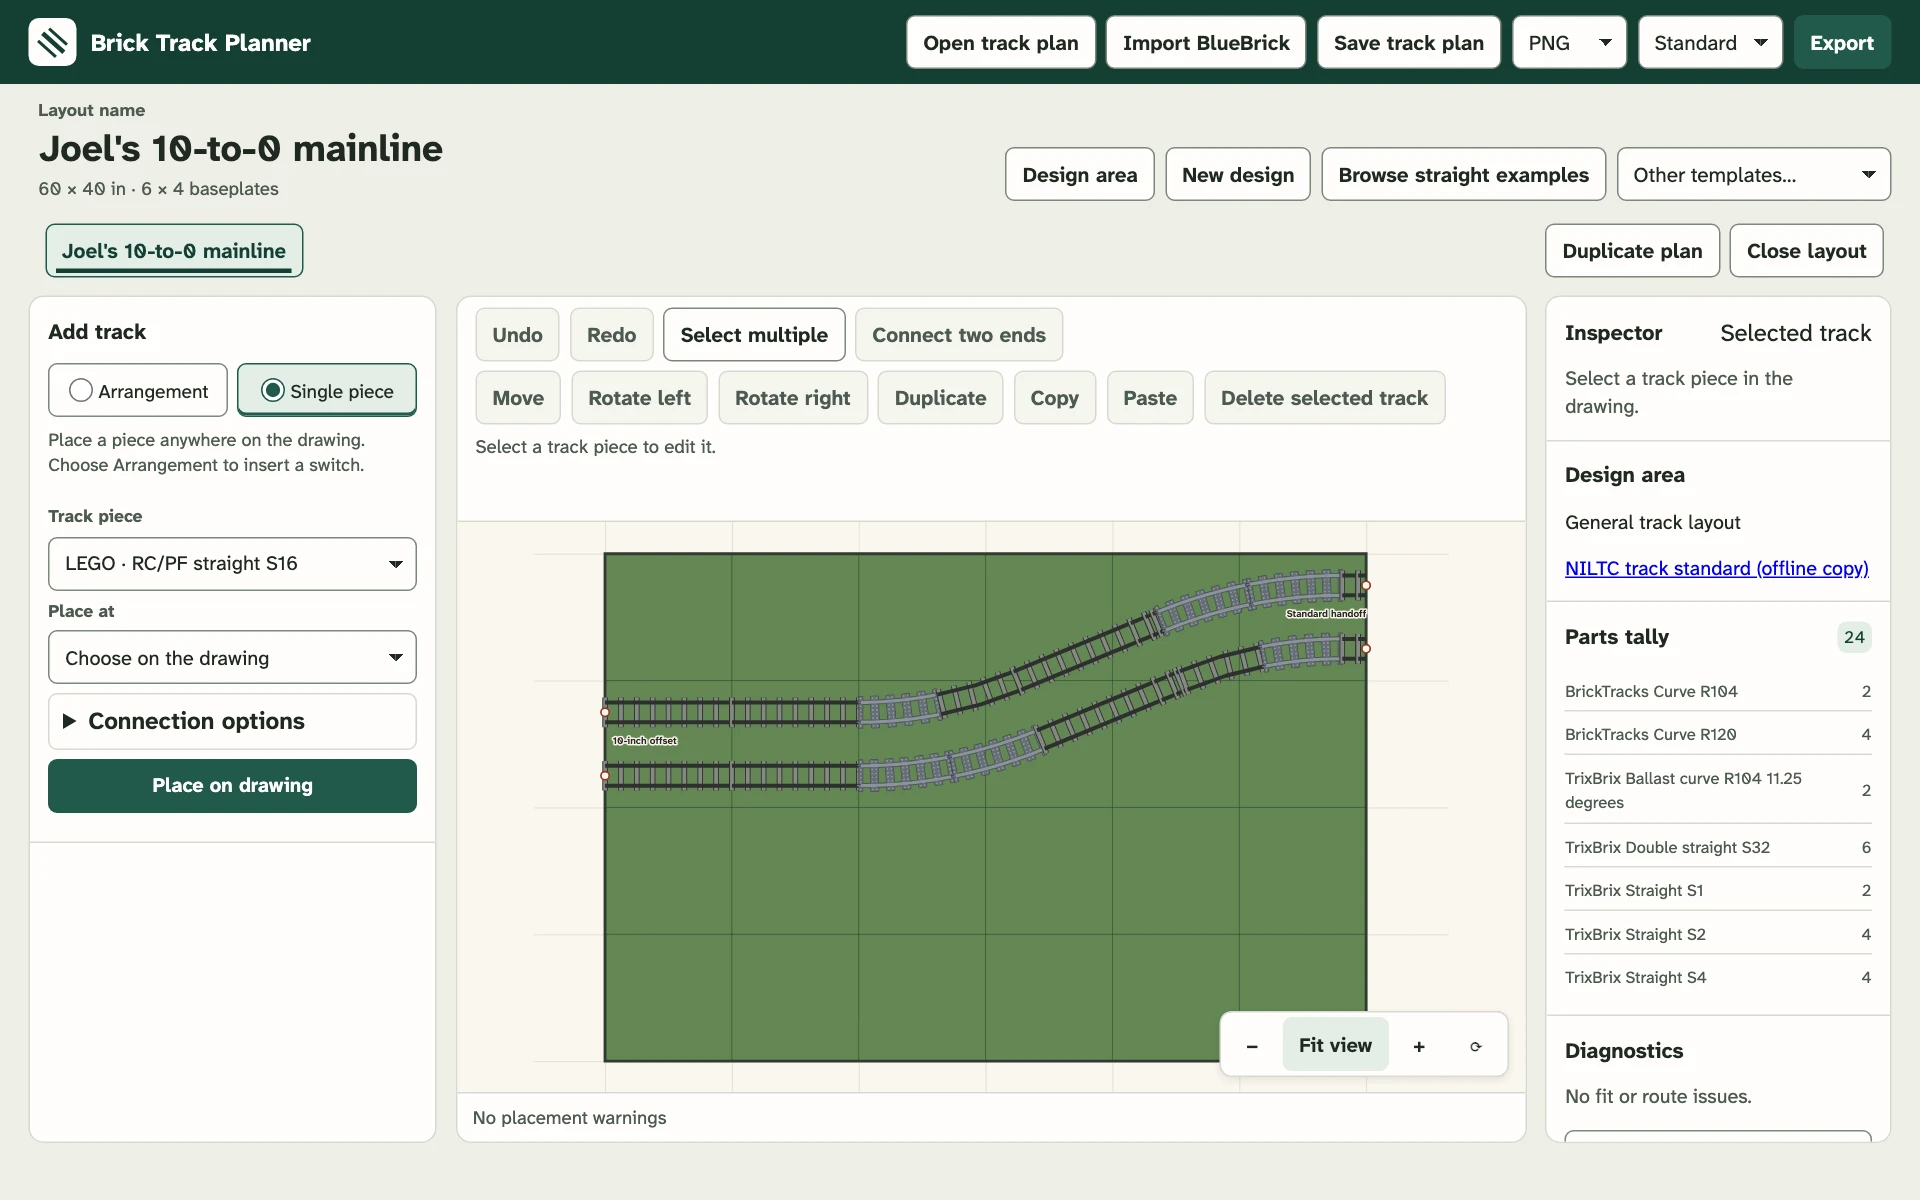 Brick Track Planner
Open track plan
Import BlueBrick
Save track plan
PNG
Standard
Export
Layout name
Joel's 10-to-0 mainline
60 × 40 in · 6 × 4 baseplates
Design area
New design
Browse straight examples
Other templates...
Joel's 10-to-0 mainline
Duplicate plan
Close layout
Add track
Arrangement
Single piece
Place a piece anywhere on the drawing.
Choose Arrangement to insert a switch.
Track piece
LEGO · RC/PF straight S16
Place at
Choose on the drawing
Connection options
Place on drawing
Undo
Redo
Select multiple
Connect two ends
Move
Rotate left
Rotate right
Duplicate
Copy
Paste
Delete selected track
Select a track piece to edit it.
Standard handoff
10-inch offset
− Fit view + ⟳
No placement warnings
Inspector
Selected track
Select a track piece in the
drawing.
Design area
General track layout
NILTC track standard (offline copy)
Parts tally 24
BrickTracks Curve R104 2
BrickTracks Curve R120 4
TrixBrix Ballast curve R104 11.25
degrees 2
TrixBrix Double straight S32 6
TrixBrix Straight S1 2
TrixBrix Straight S2 4
TrixBrix Straight S4 4
Diagnostics
No fit or route issues.